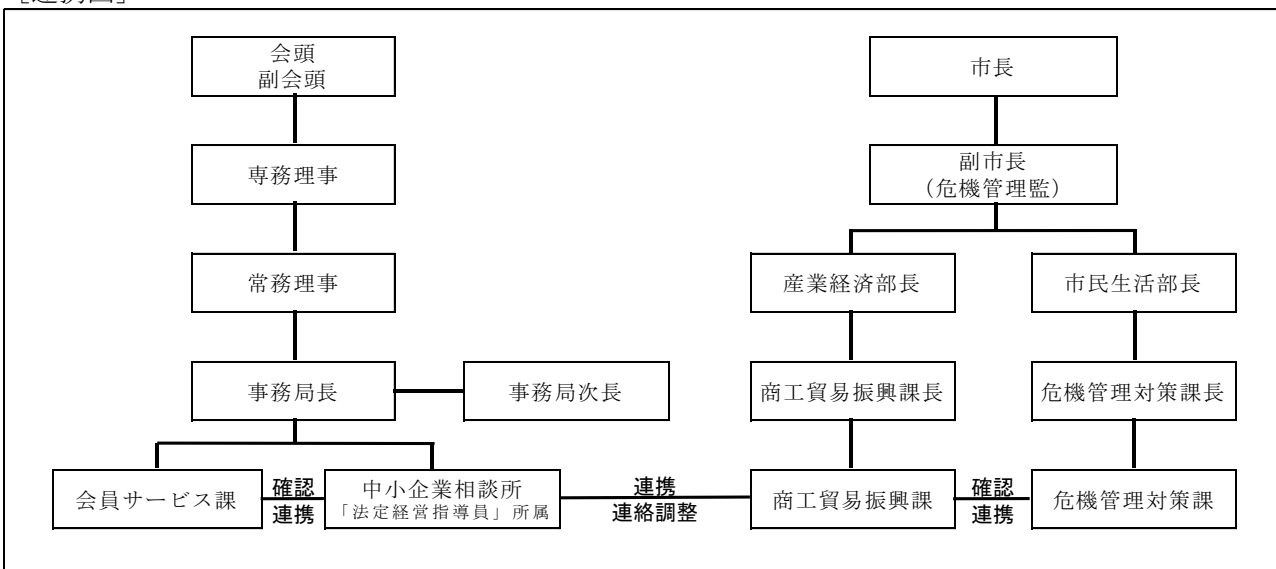 [連携図]
会頭
副会頭
市長
専務理事
副市長
(危機管理監)
常務理事
産業経済部長
市民生活部長
事務局長
事務局次長
商工貿易振興課長
危機管理対策課長
会員サービス課
確認
連携
中小企業相談所
「法定経営指導員」所属
連携
連絡調整
商工貿易振興課
確認
連携
危機管理対策課